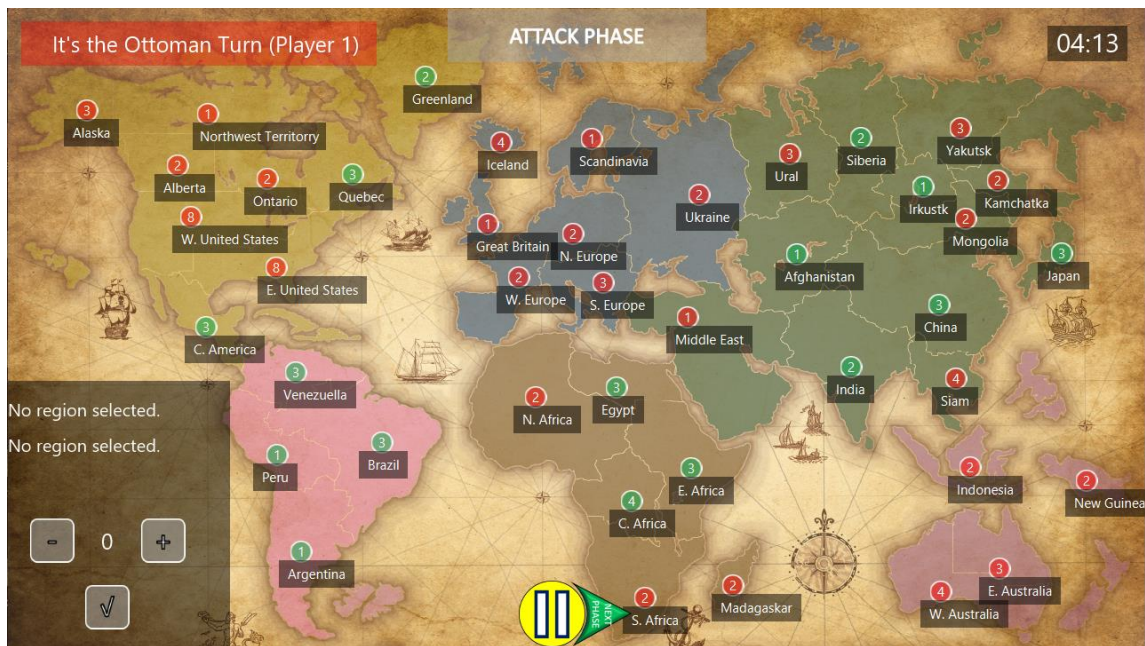 It's the Ottoman Turn (Player 1)
ATTACK PHASE
04:13
2
Greenland
3
Alaska
1
Northwest Territorry
4
Iceland
1
Scandinavia
3
Ural
2
Siberia
3
Yakutsk
2
Alberta
2
Ontario
3
Quebec
2
Ukraine
1
Irkustk
2
Kamchatka
8
W. United States
1
Great Britain
2
N. Europe
2
Mongolia
8
E. United States
2
W. Europe
3
S. Europe
1
Afghanistan
3
Japan
3
C. America
1
Middle East
3
China
3
Venezuella
2
N. Africa
3
Egypt
2
India
4
Siam
No region selected.
No region selected.
1
Peru
3
Brazil
3
E. Africa
2
Indonesia
2
New Guinea
4
C. Africa
-
0
+
1
Argentina
√
NEXT
PHASE
2
S. Africa
2
Madagaskar
4
W. Australia
3
E. Australia